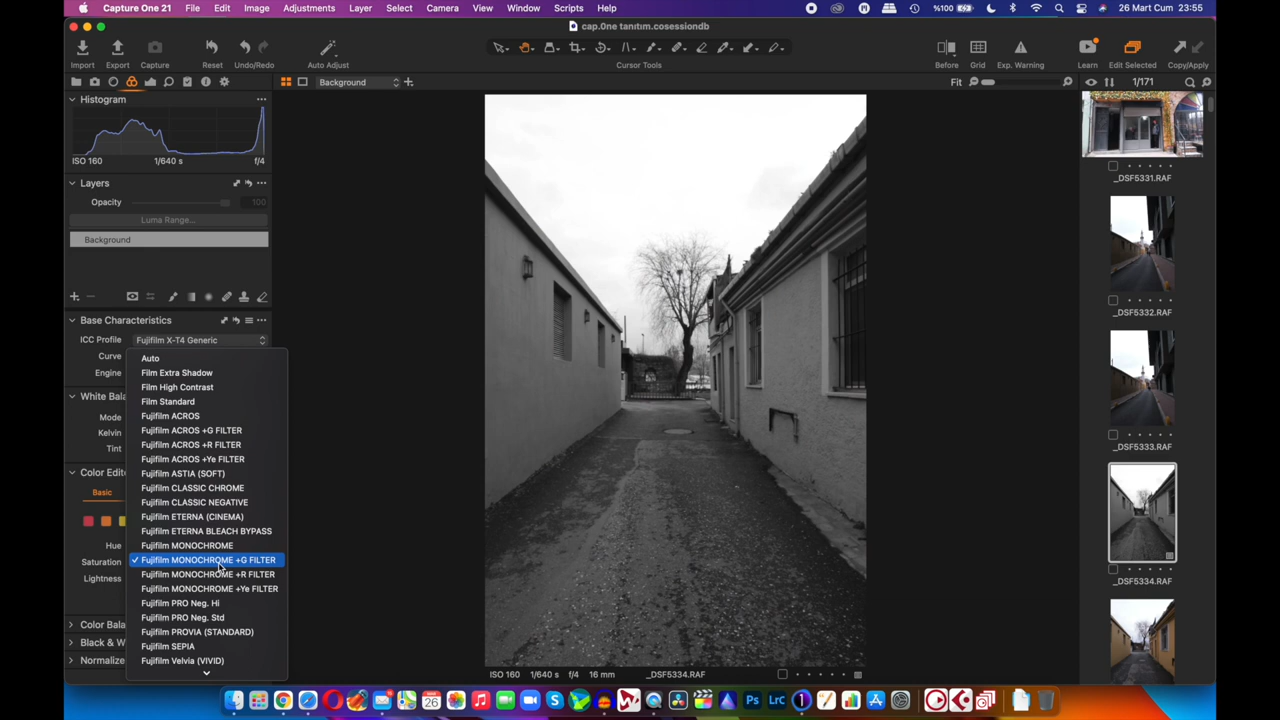 Capture One 21 File Edit Image Adjustments Layer Select Camera View Window Scripts Help %100 26 Mart Cum 23:55
cap.0ne tanıtım.cosessiondb
Import Export Capture Reset Undo/Redo Auto Adjust Cursor Tools Before Grid Exp. Warning Learn Edit Selected Copy/Apply
Background Fit 1/171
Histogram
ISO 160 1/640 s f/4
Layers
Opacity 100
Luma Range...
Background
Base Characteristics
ICC Profile Fujifilm X-T4 Generic
Curve
Engine
White Bala
Mode
Kelvin
Tint
Color Edit
Basic
Hue
Saturation
Lightness
Color Bala
Black & W
Normalize
Auto
Film Extra Shadow
Film High Contrast
Film Standard
Fujifilm ACROS
Fujifilm ACROS +G FILTER
Fujifilm ACROS +R FILTER
Fujifilm ACROS +Ye FILTER
Fujifilm ASTIA (SOFT)
Fujifilm CLASSIC CHROME
Fujifilm CLASSIC NEGATIVE
Fujifilm ETERNA (CINEMA)
Fujifilm ETERNA BLEACH BYPASS
Fujifilm MONOCHROME
✓ Fujifilm MONOCHROME +G FILTER
Fujifilm MONOCHROME +R FILTER
Fujifilm MONOCHROME +Ye FILTER
Fujifilm PRO Neg. Hi
Fujifilm PRO Neg. Std
Fujifilm PROVIA (STANDARD)
Fujifilm SEPIA
Fujifilm Velvia (VIVID)
ISO 160 1/640 s f/4 16 mm _DSF5334.RAF
_DSF5331.RAF
_DSF5332.RAF
_DSF5333.RAF
_DSF5334.RAF
26 Ps Lrc 1